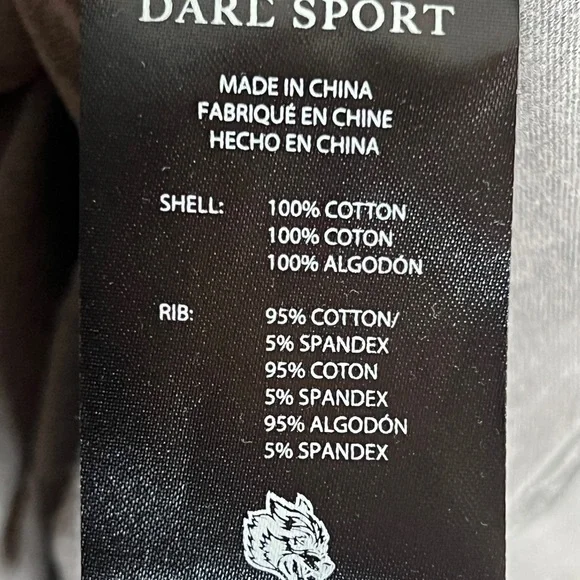 DARC SPORT
MADE IN CHINA
FABRIQUÉ EN CHINE
HECHO EN CHINA
SHELL: 100% COTTON
100% COTON
100% ALGODÓN
RIB: 95% COTTON/
5% SPANDEX
95% COTON
5% SPANDEX
95% ALGODÓN
5% SPANDEX